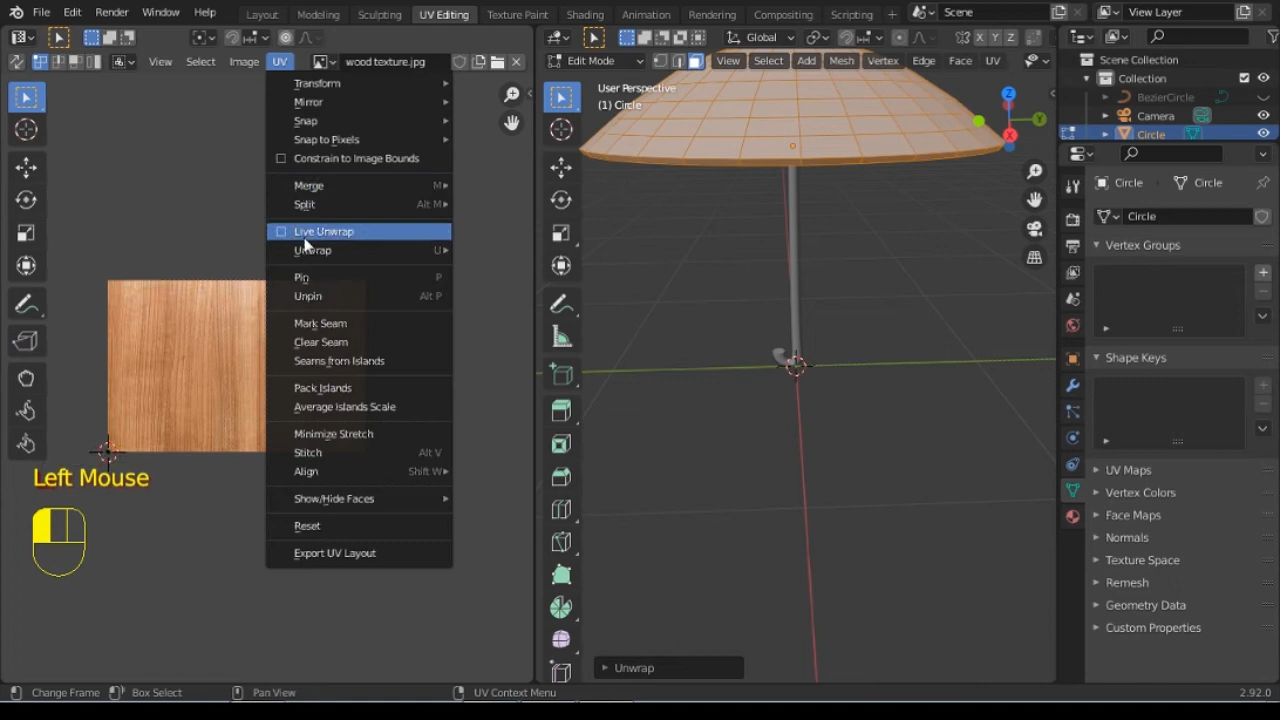 File Edit Render Window Help Layout Modeling Sculpting UV Editing Texture Paint Shading Animation Rendering Compositing Scripting + Scene View Layer
Global X Y Z
View Select Image UV wood texture.jpg Edit Mode View Select Add Mesh Vertex Edge Face UV
Transform
Mirror
Snap
Snap to Pixels
Constrain to Image Bounds
Merge M
Split Alt M
Live Unwrap
Unwrap U
Pin P
Unpin Alt P
Mark Seam
Clear Seam
Seams from Islands
Pack Islands
Average Islands Scale
Minimize Stretch
Stitch Alt V
Align Shift W
Show/Hide Faces
Reset
Export UV Layout
Left Mouse
User Perspective
(1) Circle
Z
Y
X
Unwrap
Scene Collection
Collection
BezierCircle
Camera
Circle
Circle Circle
Circle
Vertex Groups
Shape Keys
UV Maps
Vertex Colors
Face Maps
Normals
Texture Space
Remesh
Geometry Data
Custom Properties
Change Frame Box Select Pan View UV Context Menu 2.92.0